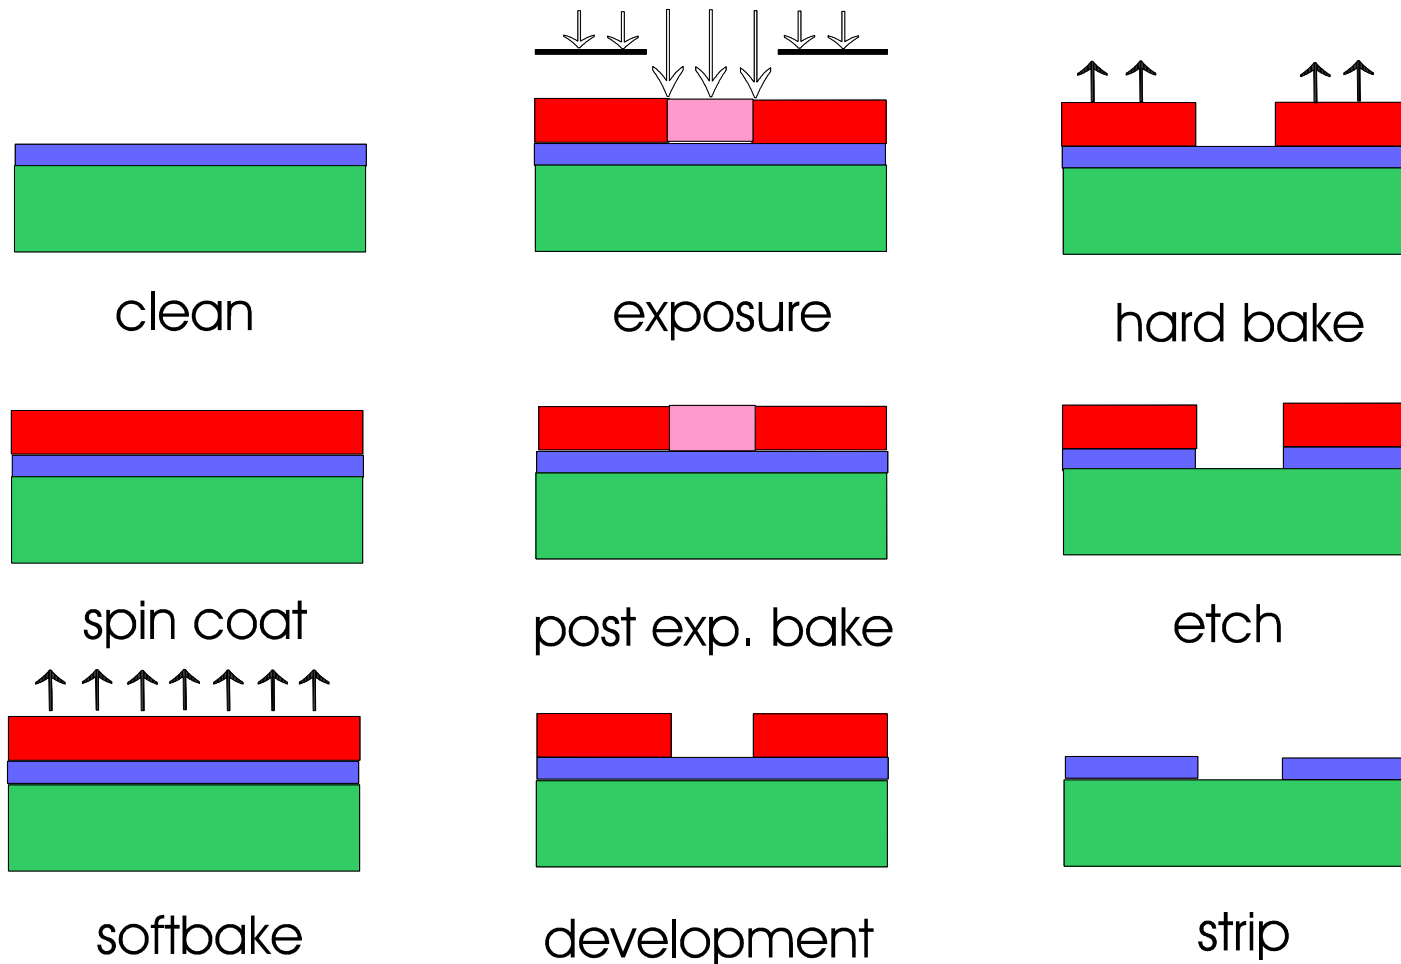 clean
exposure
hard bake
spin coat
post exp. bake
etch
softbake
development
strip